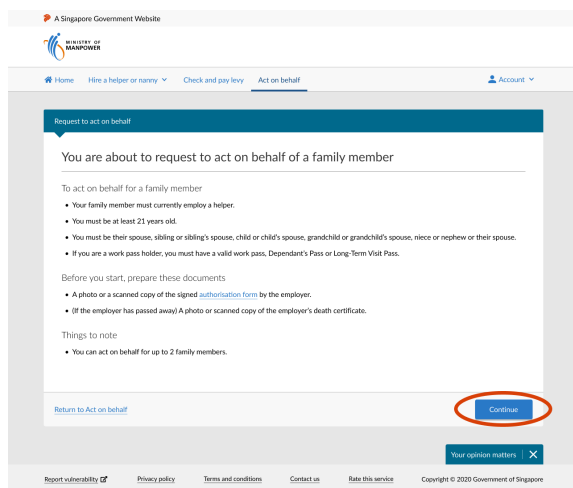 A Singapore Government Website
MINISTRY OF
MANPOWER
Home Hire a helper or nanny Check and pay levy Act on behalf Account
Request to act on behalf
You are about to request to act on behalf of a family member
To act on behalf for a family member
• Your family member must currently employ a helper.
• You must be at least 21 years old.
• You must be their spouse, sibling or sibling's spouse, child or child's spouse, grandchild or grandchild's spouse, niece or nephew or their spouse.
• If you are a work pass holder, you must have a valid work pass, Dependant's Pass or Long-Term Visit Pass.
Before you start, prepare these documents
• A photo or a scanned copy of the signed authorisation form by the employer.
• (If the employer has passed away) A photo or scanned copy of the employer's death certificate.
Things to note
• You can act on behalf for up to 2 family members.
Return to Act on behalf Continue
Your opinion matters X
Report vulnerability Privacy policy Terms and conditions Contact us Rate this service Copyright © 2020 Government of Singapore